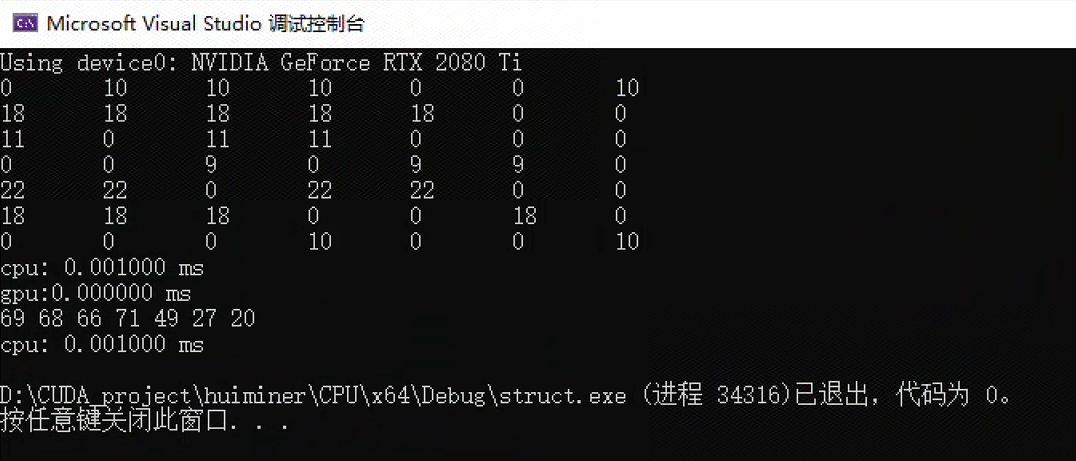 Microsoft Visual Studio 调试控制台
Using device0: NVIDIA GeForce RTX 2080 Ti
0 10 10 10 0 0 10
18 18 18 18 18 0 0
11 0 11 11 0 0 0
0 0 9 0 9 9 0
22 22 0 22 22 0 0
18 18 18 0 0 18 0
0 0 0 10 0 0 10
cpu: 0.001000 ms
gpu:0.000000 ms
69 68 66 71 49 27 20
cpu: 0.001000 ms
D:\CUDA_project\huiminer\CPU\x64\Debug\struct.exe (进程 34316)已退出，代码为 0。
按任意键关闭此窗口. . .